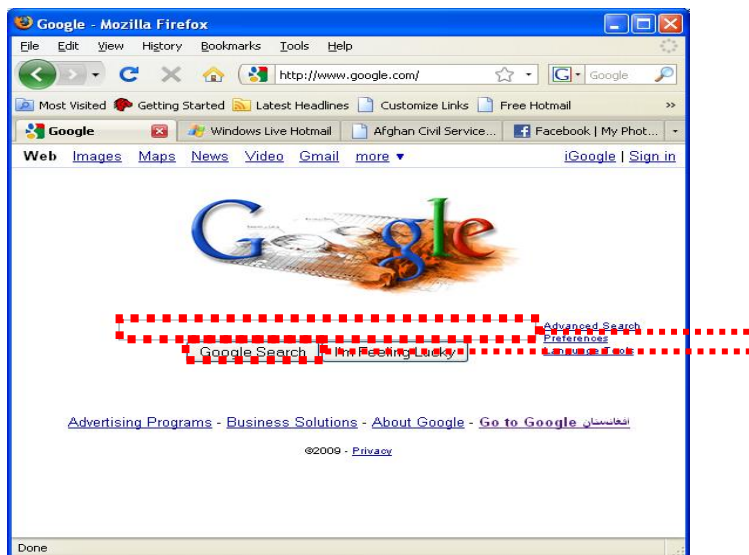 Google - Mozilla Firefox
File Edit View History Bookmarks Tools Help
http://www.google.com/ G Google
Most Visited Getting Started Latest Headlines Customize Links Free Hotmail »
Google Windows Live Hotmail Afghan Civil Service... Facebook | My Phot...
Web Images Maps News Video Gmail more ▼ iGoogle | Sign in
Google
Advanced Search
Preferences
Google Search I'm Feeling Lucky Language Tools
Advertising Programs - Business Solutions - About Google - Go to Google افغانستان
©2009 - Privacy
Done